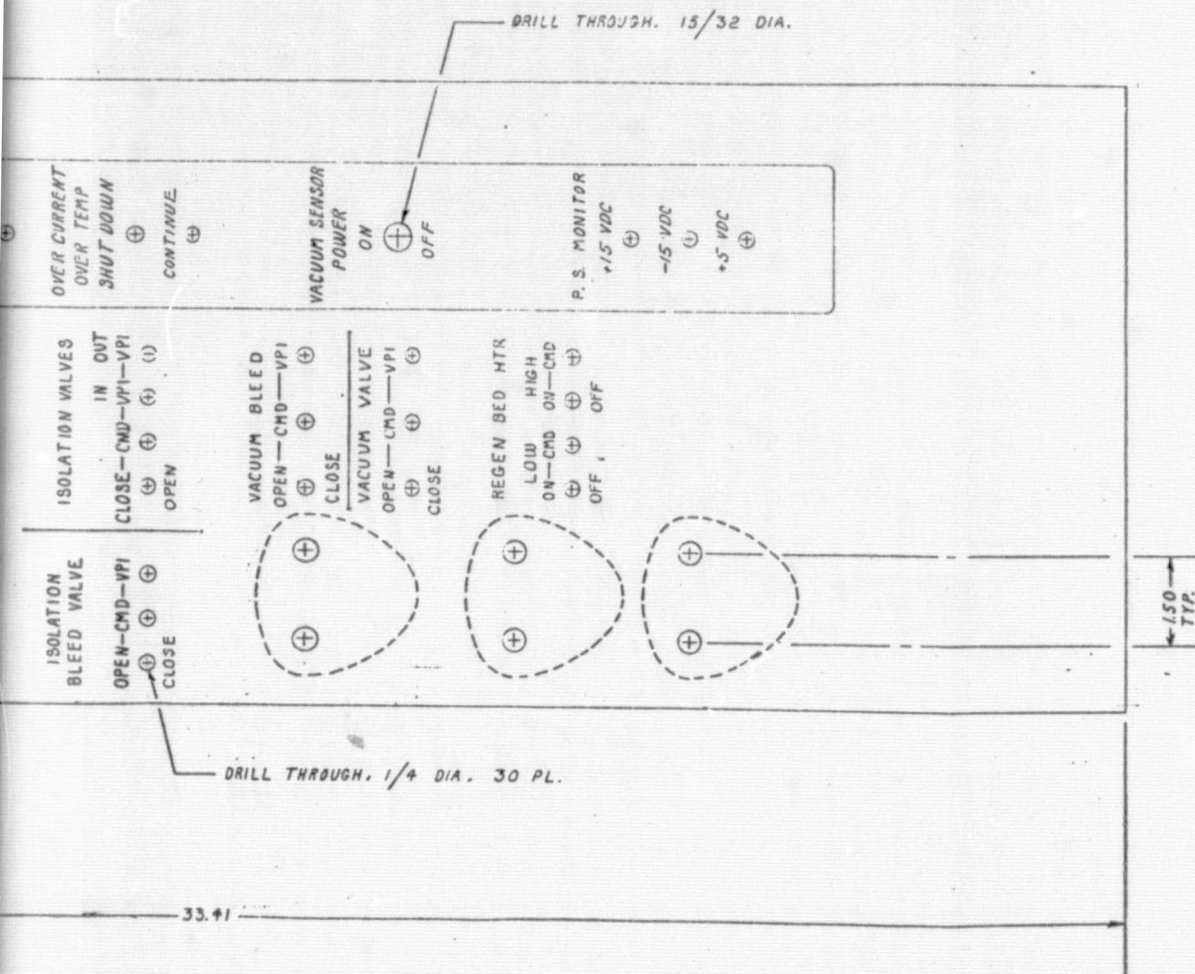 DRILL THROUGH. 15/32 DIA.
OVER CURRENT
OVER TEMP
SHUT DOWN
CONTINUE
VACUUM SENSOR
POWER
ON
OFF
P. S. MONITOR
+15 VDC
-15 VDC
+5 VDC
ISOLATION VALVES
IN OUT
CLOSE-CMD-VPI-VPI
OPEN
VACUUM BLEED
OPEN-CMD-VPI
CLOSE
VACUUM VALVE
OPEN-CMD-VPI
CLOSE
REGEN BED HTR
LOW HIGH
ON-CMD ON-CMD
OFF OFF
ISOLATION
BLEED VALVE
OPEN-CMD-VPI
CLOSE
1.50
TYP.
DRILL THROUGH. 1/4 DIA. 30 PL.
33.41